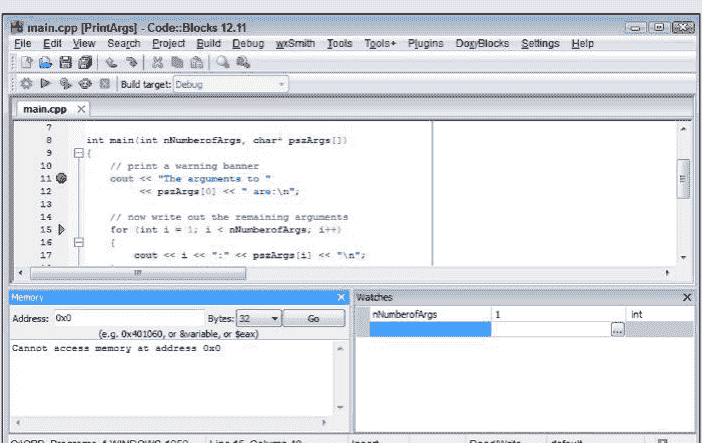 main.cpp [PrintArgs] - Code::Blocks 12.11
File Edit View Search Project Build Debug wxSmith Tools Tools+ Plugins DoxyBlocks Settings Help
Build target: Debug
main.cpp
7
8 int main(int nNumberofArgs, char* pszArgs[])
9 {
10 // print a warning banner
11 cout << "The arguments to "
12 << pszArgs[0] << " are:\n";
13
14 // now write out the remaining arguments
15 for (int i = 1; i < nNumberofArgs; i++)
16 {
17 cout << i << ":" << pszArgs[i] << "\n";
Memory
Address: 0x0 Bytes: 32 Go
(e.g. 0x401060, or &variable, or $eax)
Cannot access memory at address 0x0
Watches
nNumberofArgs 1 int
...
Line 15, Column 10 Insert Read/Write default